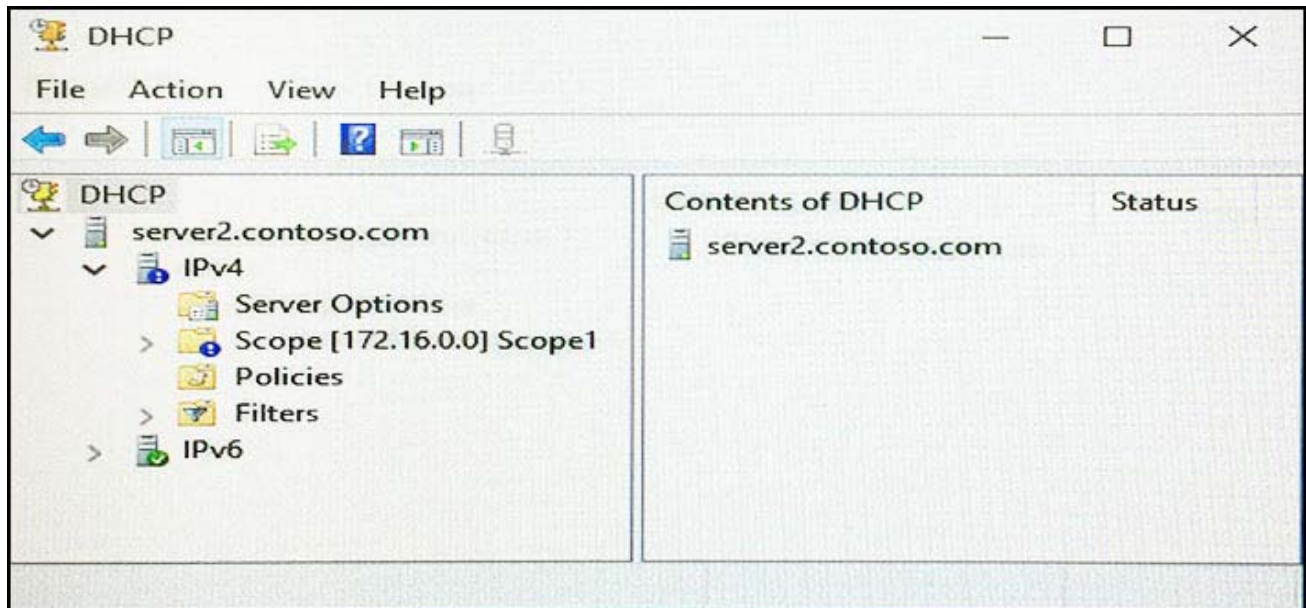 DHCP
File Action View Help
DHCP
server2.contoso.com
IPv4
Server Options
Scope [172.16.0.0] Scope1
Policies
Filters
IPv6
Contents of DHCP Status
server2.contoso.com